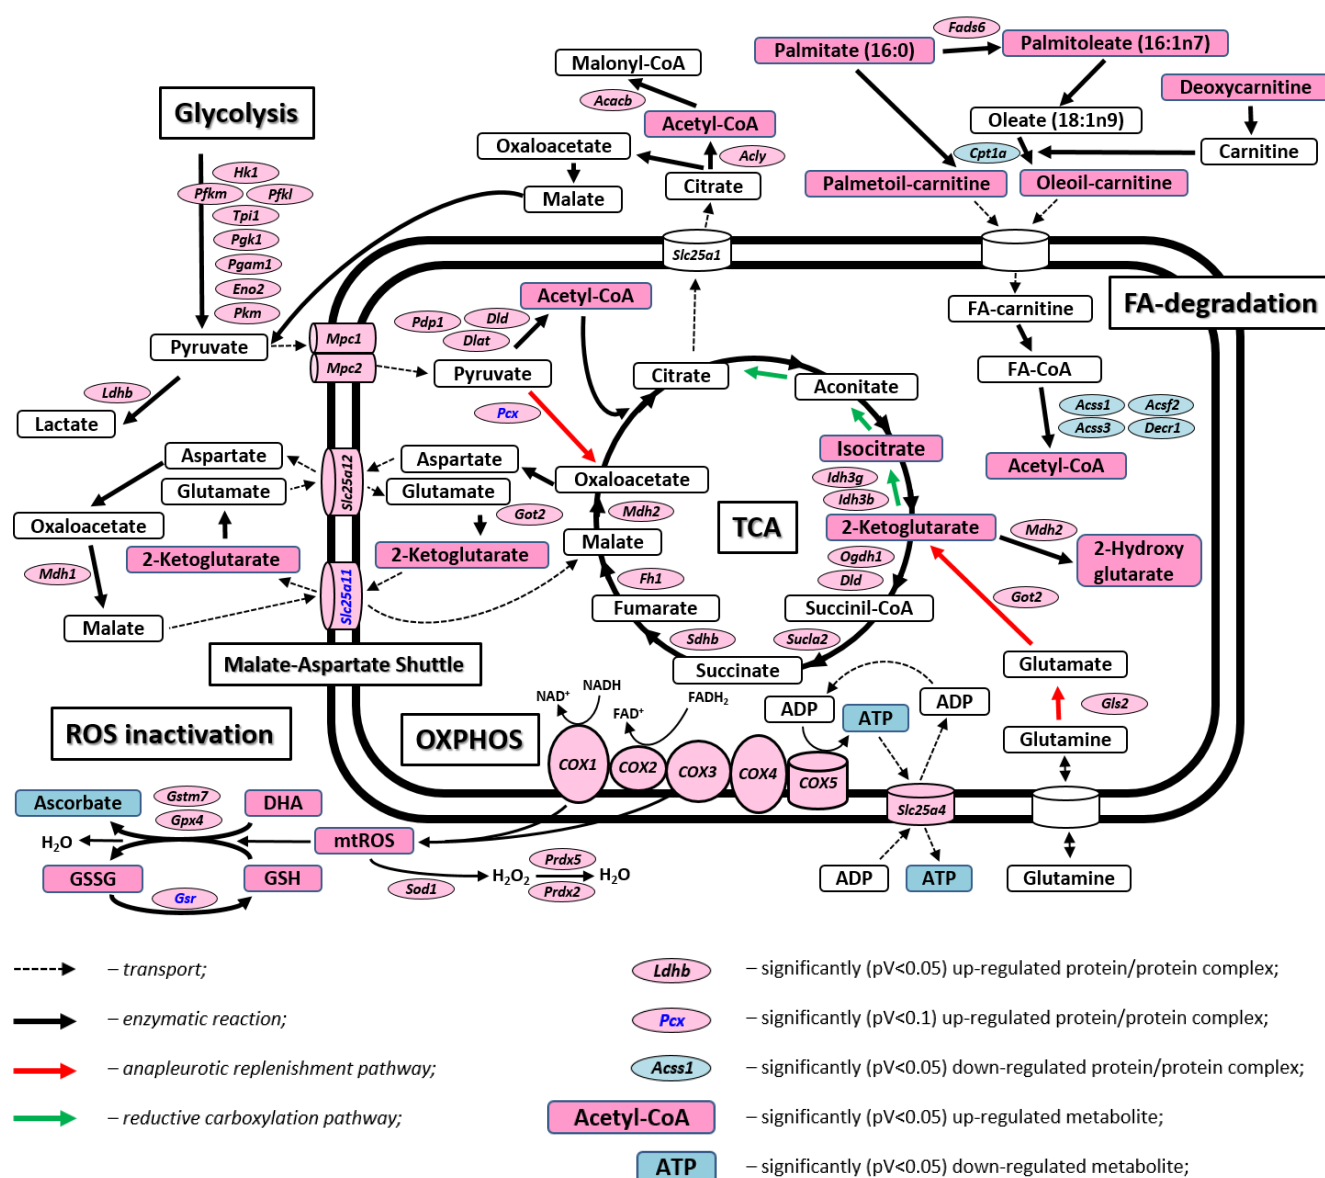 Fads6
Palmitate (16:0)
Palmitoleate (16:1n7)
Malonyl-CoA
Acacb
Deoxycarnitine
Glycolysis
Acetyl-CoA
Oleate (18:1n9)
Oxaloacetate
Acly
Cpt1a
Carnitine
Hk1
Citrate
Palmetoil-carnitine
Oleoil-carnitine
Pfkm
Pfkl
Malate
Tpi1
Pgk1
Slc25a1
Pgam1
Eno2
Acetyl-CoA
FA-carnitine
FA-degradation
Pkm
Pdp1
Dld
Dlat
Mpc1
Pyruvate
Mpc2
Pyruvate
Citrate
Aconitate
FA-CoA
Ldhb
Pcx
Acss1
Acsf2
Lactate
Acss3
Decr1
Isocitrate
Aspartate
Slc25a12
Aspartate
Acetyl-CoA
Glutamate
Glutamate
Oxaloacetate
Idh3g
Idh3b
Got2
Mdh2
TCA
2-Ketoglutarate
Mdh2
Oxaloacetate
Malate
2-Ketoglutarate
2-Ketoglutarate
Ogdh1
2-Hydroxy
glutarate
Mdh1
Slc25a11
Fh1
Dld
Got2
Fumarate
Succinil-CoA
Malate
Sdhb
Sucla2
Malate-Aspartate Shuttle
Succinate
Glutamate
NAD+
NADH
FADH2
ADP
ADP
Gls2
ROS inactivation
OXPHOS
FAD+
ATP
Glutamine
COX1
COX2
COX3
COX4
COX5
Gstm7
Ascorbate
DHA
Slc25a4
Gpx4
H2O
mtROS
GSSG
GSH
Prdx5
Sod1
H2O2
H2O
ADP
ATP
Glutamine
Gsr
Prdx2
– transport;
Ldhb
– significantly (pV<0.05) up-regulated protein/protein complex;
– enzymatic reaction;
Pcx
– significantly (pV<0.1) up-regulated protein/protein complex;
– anapleurotic replenishment pathway;
Acss1
– significantly (pV<0.05) down-regulated protein/protein complex;
– reductive carboxylation pathway;
Acetyl-CoA
– significantly (pV<0.05) up-regulated metabolite;
ATP
– significantly (pV<0.05) down-regulated metabolite;